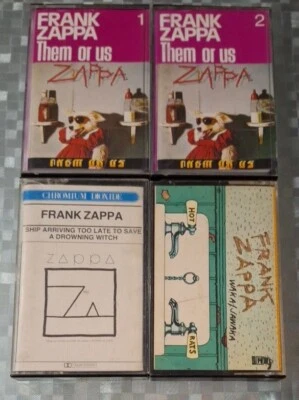 FRANK
ZAPPA
1
Them or us
ZAPPA
FRANK
ZAPPA
2
Them or us
ZAPPA
CHROMIUM DIOXIDE
FRANK ZAPPA
SHIP ARRIVING TOO LATE TO SAVE
A DROWNING WITCH
ZAPPA
ZA
HOT
RATS
FRANK
ZAPPA
WAKA/JAWAKA